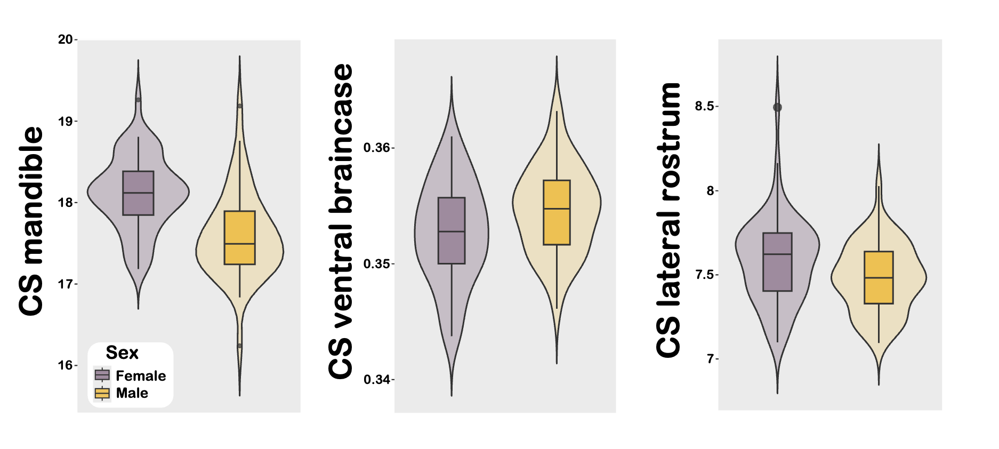 CS mandible
20
19
18
17
16
Sex
Female
Male
CS ventral braincase
0.36
0.35
0.34
CS lateral rostrum
8.5
8
7.5
7